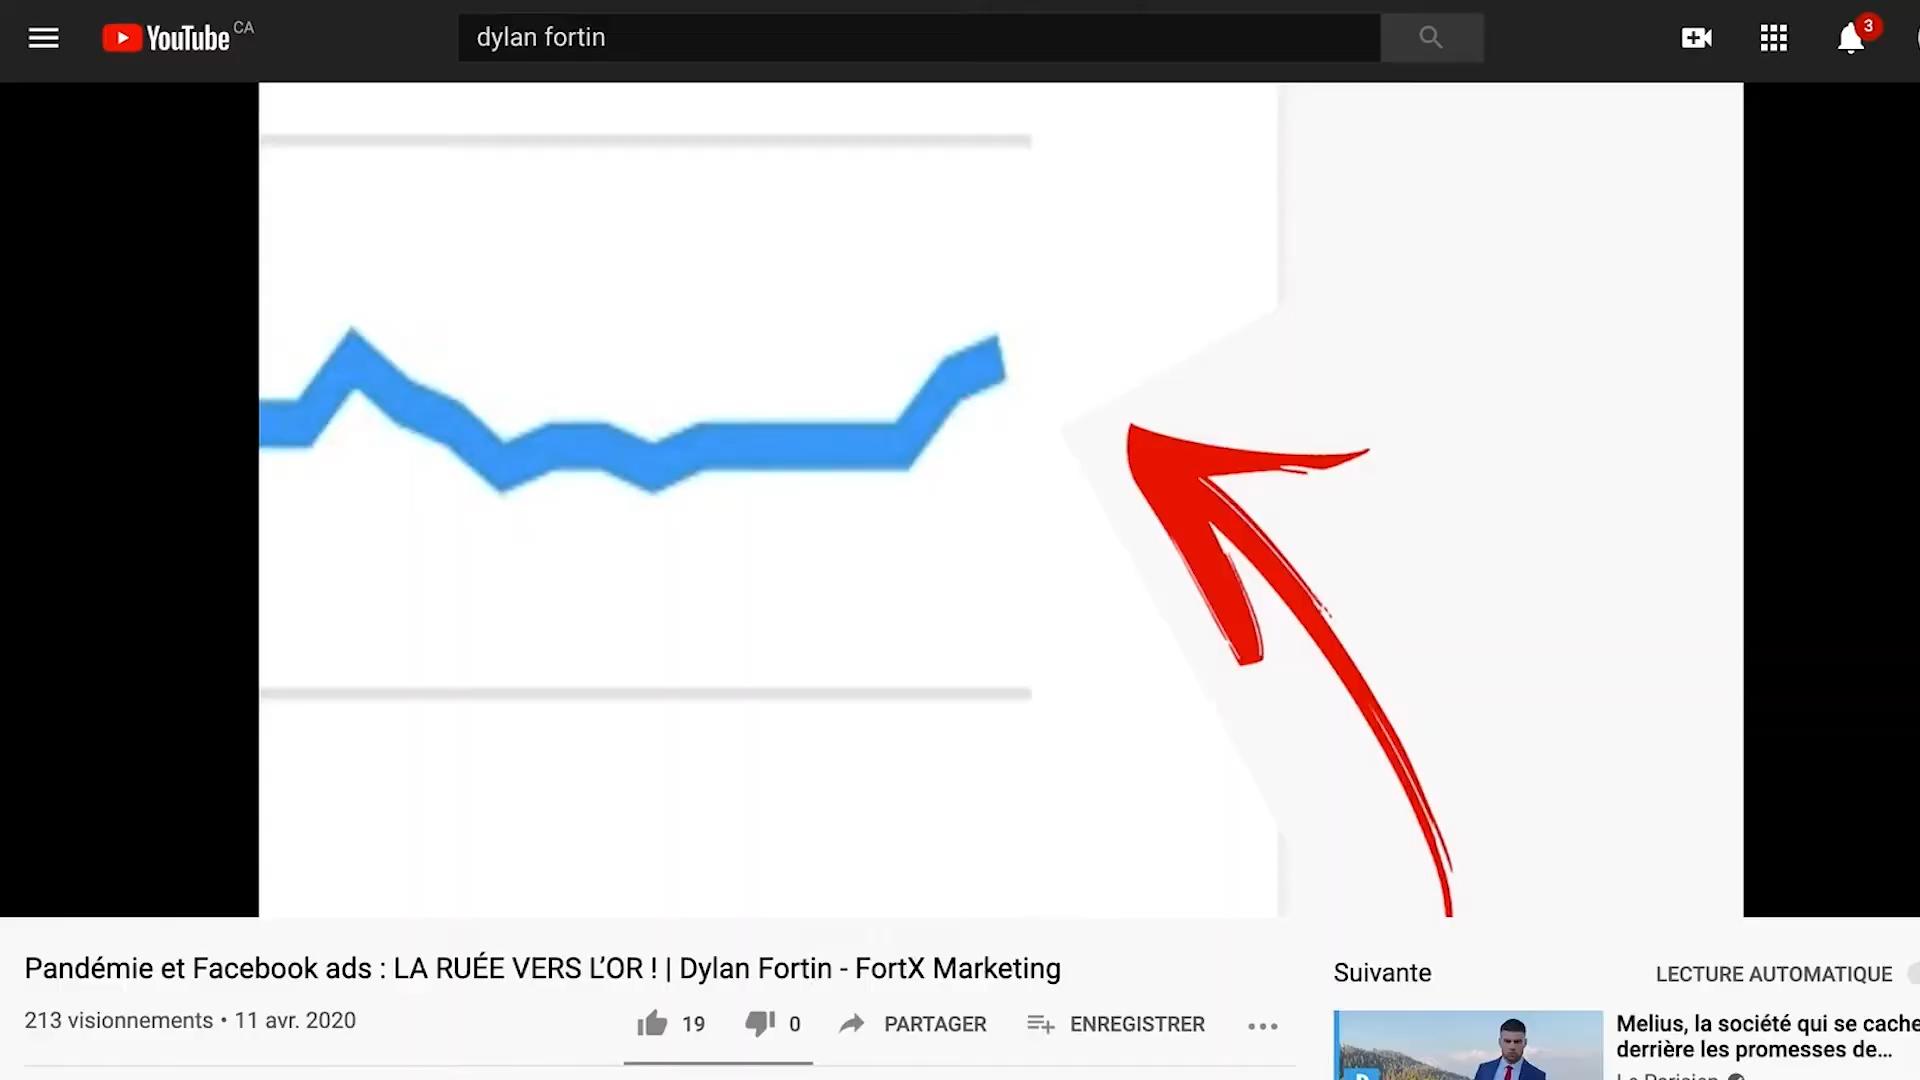 YouTube CA
dylan fortin
3
Pandémie et Facebook ads : LA RUÉE VERS L’OR ! | Dylan Fortin - FortX Marketing
213 visionnements • 11 avr. 2020
19
0
PARTAGER
ENREGISTRER
Suivante
LECTURE AUTOMATIQUE
Melius, la société qui se cache
derrière les promesses de...
Le Parisien